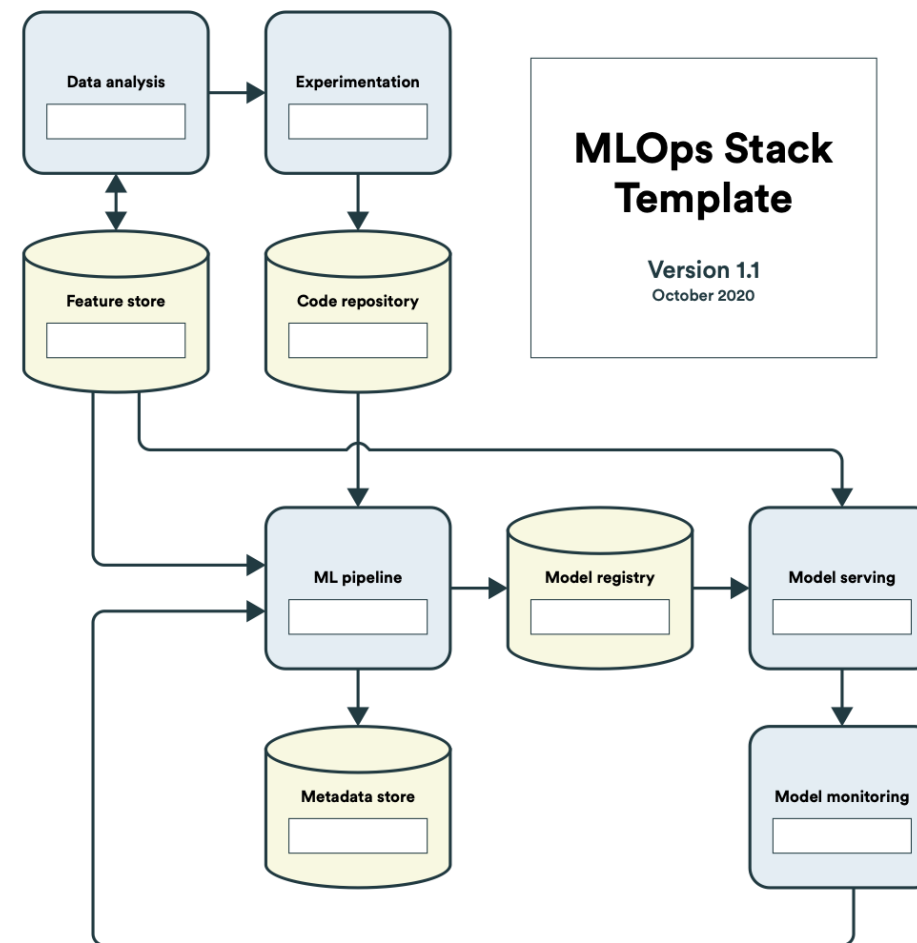 Data analysis
Experimentation
MLOps Stack
Template
Version 1.1
October 2020
Feature store
Code repository
ML pipeline
Model registry
Model serving
Metadata store
Model monitoring